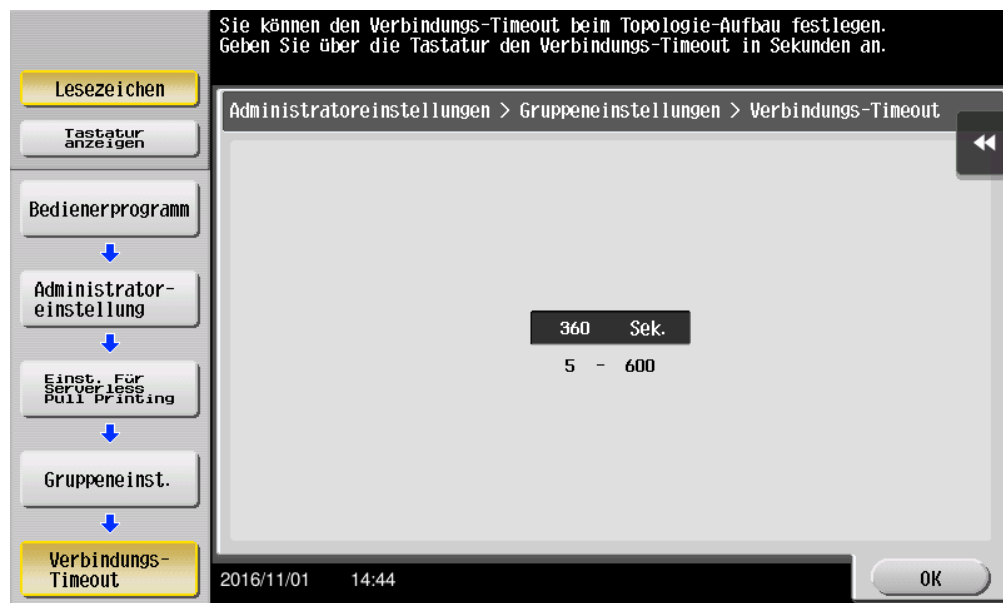 Sie können den Verbindungs-Timeout beim Topologie-Aufbau festlegen.
Geben Sie über die Tastatur den Verbindungs-Timeout in Sekunden an.
Lesezeichen
Tastatur
anzeigen
Bedienerprogramm
Administrator-
einstellung
Einst. Für
Serverless
Pull Printing
Gruppeneinst.
Verbindungs-
Timeout
Administratoreinstellungen > Gruppeneinstellungen > Verbindungs-Timeout
360 Sek.
5 - 600
2016/11/01 14:44
OK